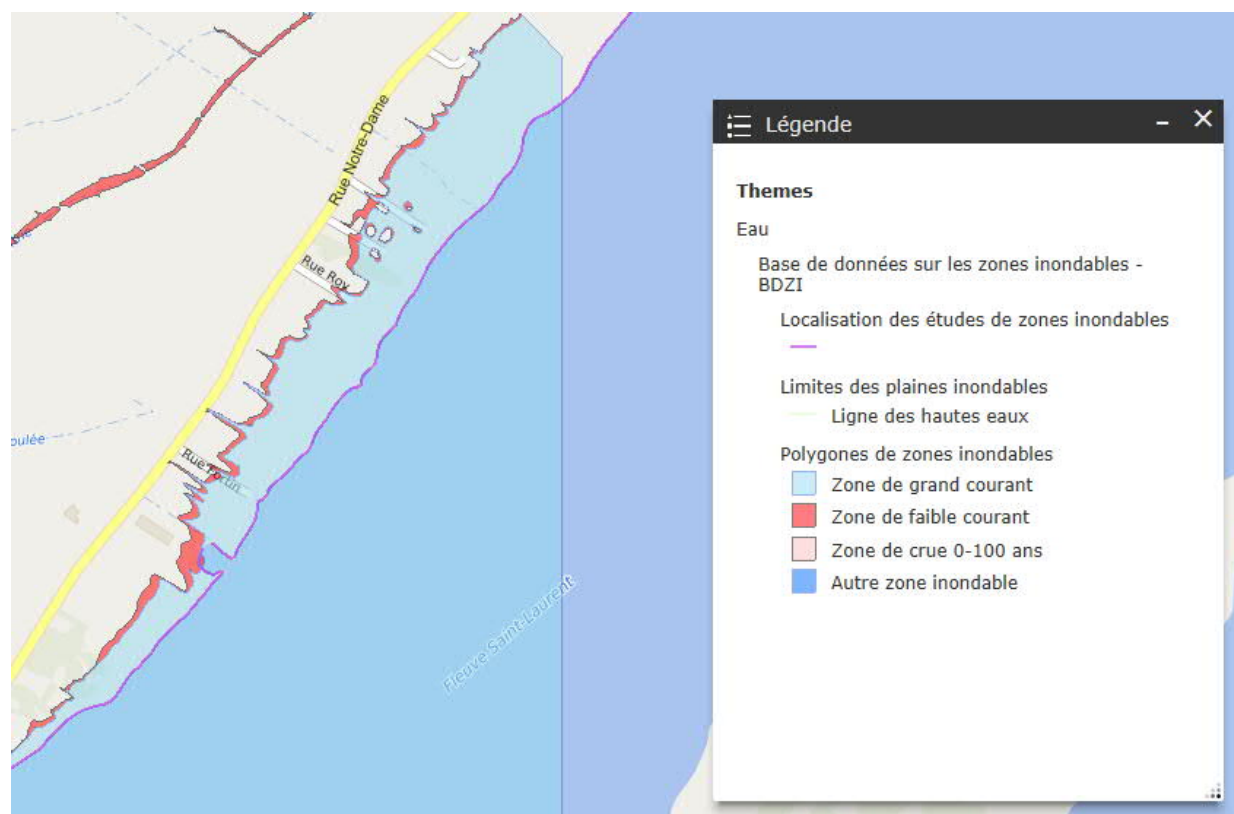 Rue Notre-Dame
Rue Roy
Rue Fortin
oulée
Fleuve Saint-Laurent
Légende
Themes
Eau
Base de données sur les zones inondables -
BDZI
Localisation des études de zones inondables
Limites des plaines inondables
Ligne des hautes eaux
Polygones de zones inondables
Zone de grand courant
Zone de faible courant
Zone de crue 0-100 ans
Autre zone inondable